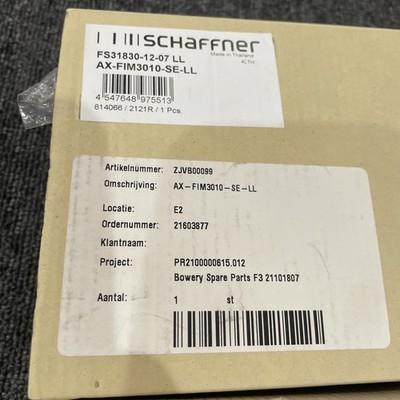 SCHAFFNER
FS31830-12-07 LL
Made in Thailand
AX-FIM3010-SE-LL
4LTH
4 547648 975513
814066 / 2121R / 1 Pcs.
Artikelnummer: ZJVB00099
Omschrijving: AX-FIM3010-SE-LL
Locatie: E2
Ordernummer: 21603877
Klantnaam:
Project: PR2100000615.012
Bowery Spare Parts F3 21101807
Aantal: 1 st